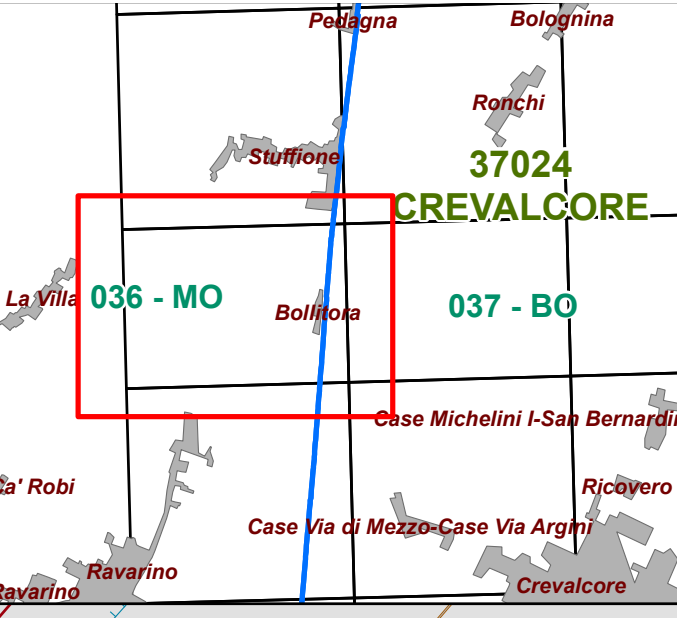 Pedagna
Bolognina
Ronchi
Stuffione
37024
CREVALCORE
La Villa
036 - MO
Bollitora
037 - BO
Case Michelini I-San Bernardi
a' Robi
Ricovero
Case Via di Mezzo-Case Via Argini
Ravarino
Ravarino
Crevalcore